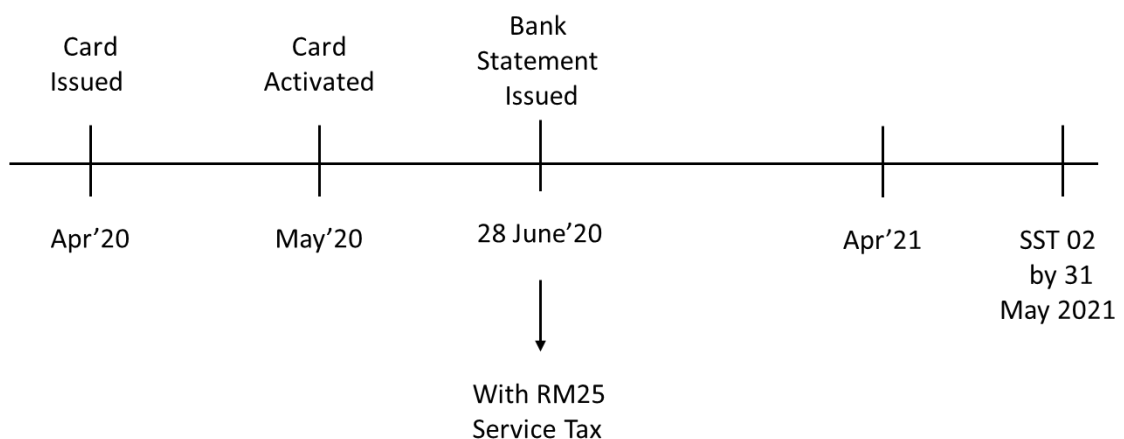 Card
Issued
Card
Activated
Bank
Statement
Issued
Apr’20
May’20
28 June’20
Apr’21
SST 02
by 31
May 2021
With RM25
Service Tax